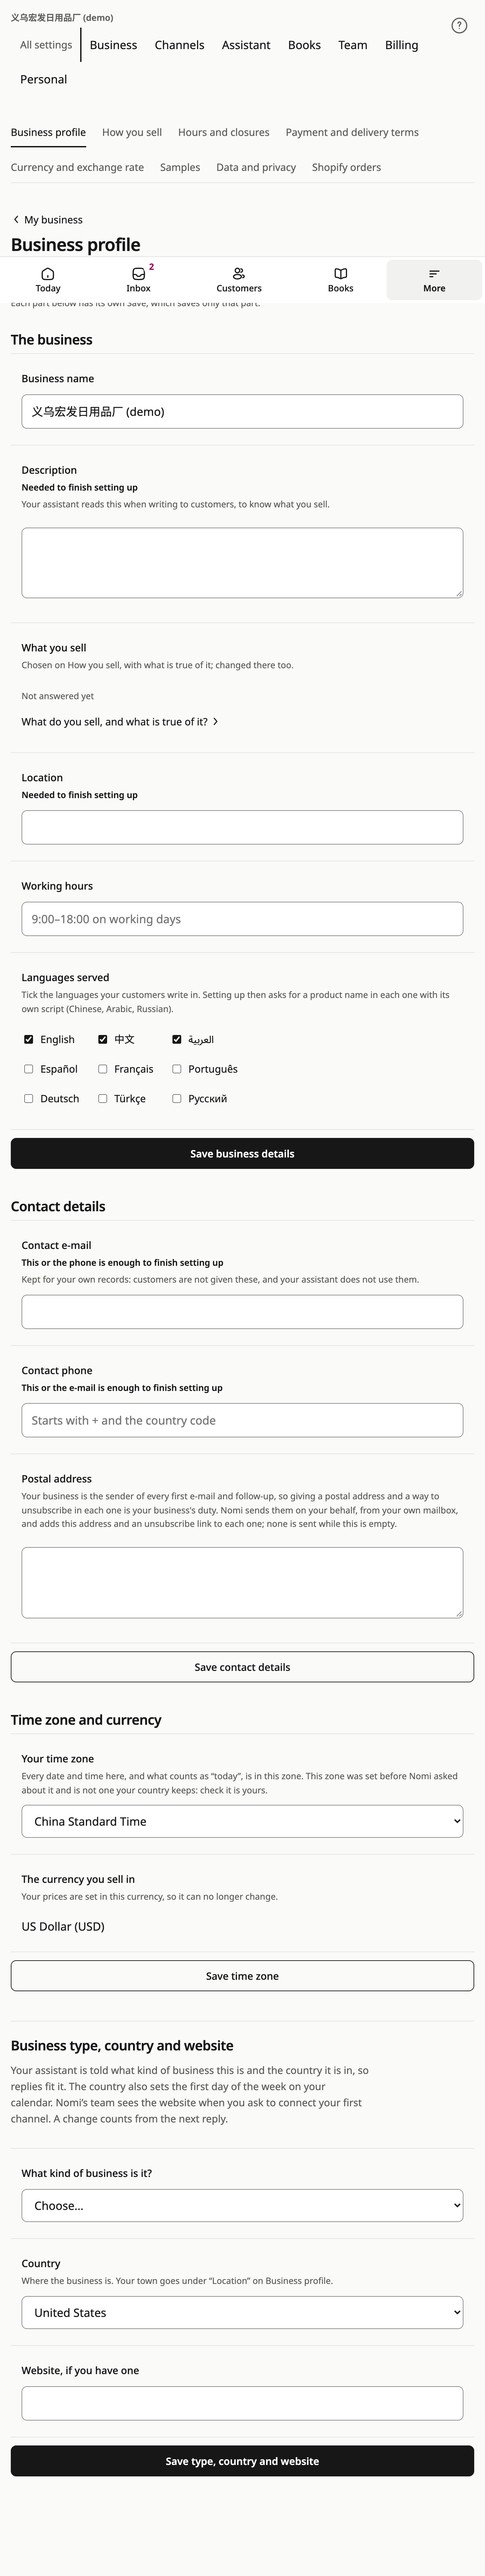 义乌宏发日用品厂 (demo)
All settings
Business
Channels
Assistant
Books
Team
Billing
Personal
Business profile
How you sell
Hours and closures
Payment and delivery terms
Currency and exchange rate
Samples
Data and privacy
Shopify orders
My business
Business profile
Today
2
Inbox
Customers
Books
More
Each part below has its own Save, which saves only that part.
The business
Business name
义乌宏发日用品厂 (demo)
Description
Needed to finish setting up
Your assistant reads this when writing to customers, to know what you sell.
What you sell
Chosen on How you sell, with what is true of it; changed there too.
Not answered yet
What do you sell, and what is true of it?
Location
Needed to finish setting up
Working hours
9:00–18:00 on working days
Languages served
Tick the languages your customers write in. Setting up then asks for a product name in each one with its
own script (Chinese, Arabic, Russian).
English
中文
العربية
Español
Français
Português
Deutsch
Türkçe
Русский
Save business details
Contact details
Contact e-mail
This or the phone is enough to finish setting up
Kept for your own records: customers are not given these, and your assistant does not use them.
Contact phone
This or the e-mail is enough to finish setting up
Starts with + and the country code
Postal address
Your business is the sender of every first e-mail and follow-up, so giving a postal address and a way to
unsubscribe in each one is your business's duty. Nomi sends them on your behalf, from your own mailbox,
and adds this address and an unsubscribe link to each one; none is sent while this is empty.
Save contact details
Time zone and currency
Your time zone
Every date and time here, and what counts as “today”, is in this zone. This zone was set before Nomi asked
about it and is not one your country keeps: check it is yours.
China Standard Time
The currency you sell in
Your prices are set in this currency, so it can no longer change.
US Dollar (USD)
Save time zone
Business type, country and website
Your assistant is told what kind of business this is and the country it is in, so
replies fit it. The country also sets the first day of the week on your
calendar. Nomi’s team sees the website when you ask to connect your first
channel. A change counts from the next reply.
What kind of business is it?
Choose…
Country
Where the business is. Your town goes under “Location” on Business profile.
United States
Website, if you have one
Save type, country and website